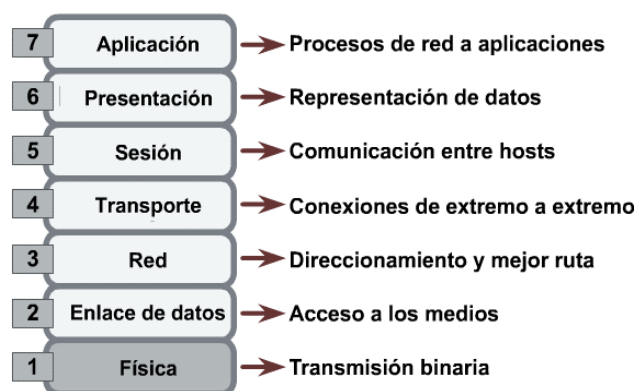 7 Aplicación Procesos de red a aplicaciones
6 Presentación Representación de datos
5 Sesión Comunicación entre hosts
4 Transporte Conexiones de extremo a extremo
3 Red Direccionamiento y mejor ruta
2 Enlace de datos Acceso a los medios
1 Física Transmisión binaria